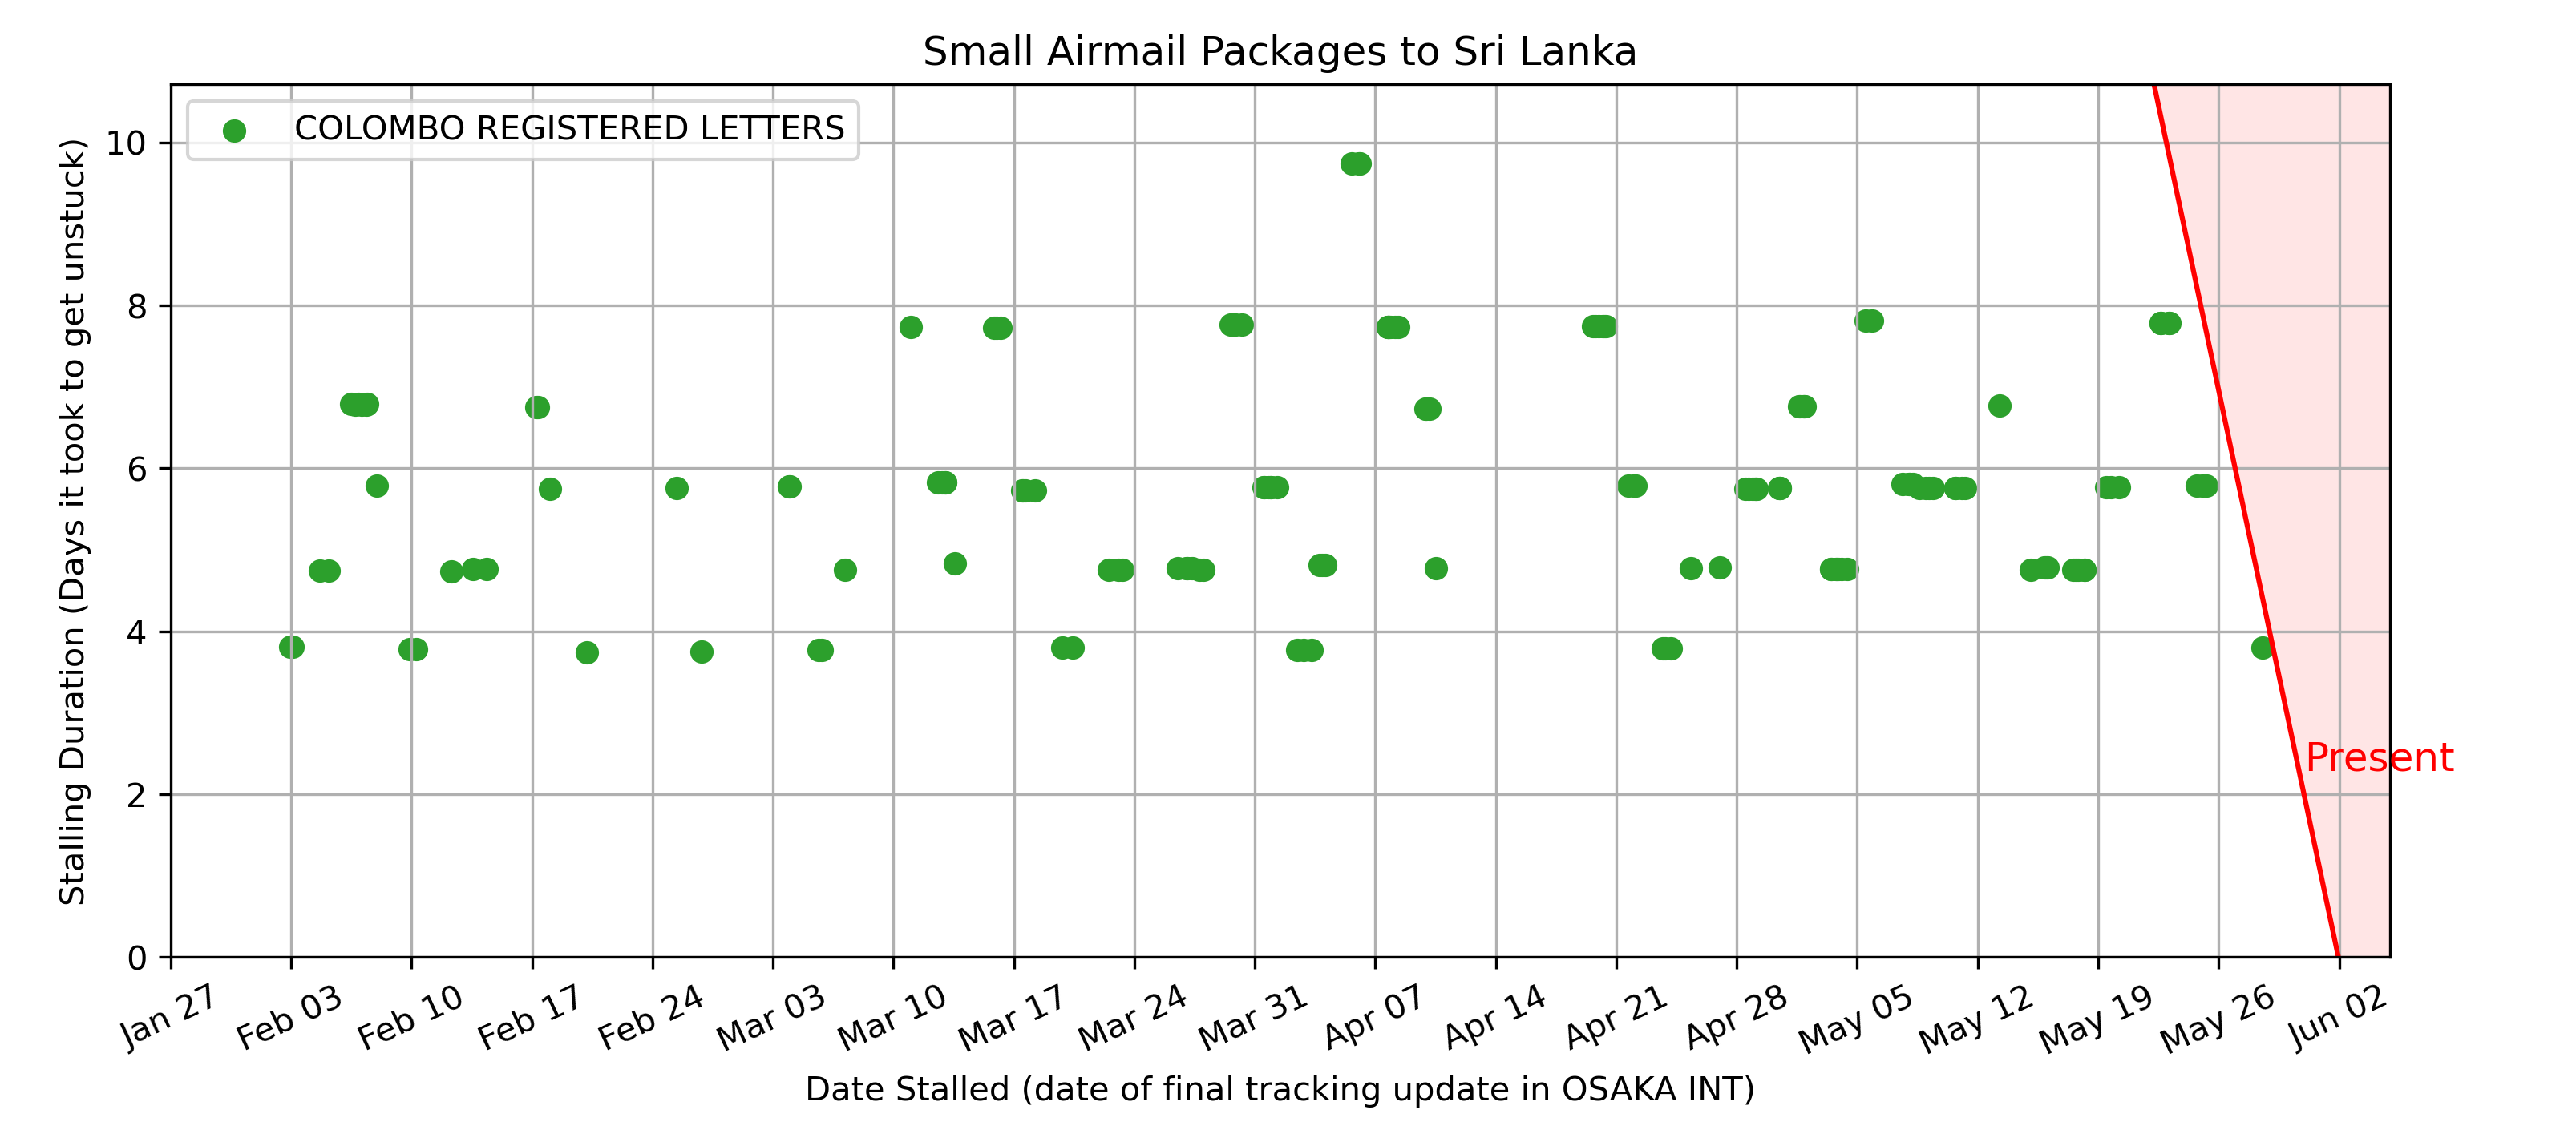 Small Airmail Packages to Sri Lanka
COLOMBO REGISTERED LETTERS
Stalling Duration (Days it took to get unstuck)
10
8
6
4
2
0
Present
Jan 27
Feb 03
Feb 10
Feb 17
Feb 24
Mar 03
Mar 10
Mar 17
Mar 24
Mar 31
Apr 07
Apr 14
Apr 21
Apr 28
May 05
May 12
May 19
May 26
Jun 02
Date Stalled (date of final tracking update in OSAKA INT)